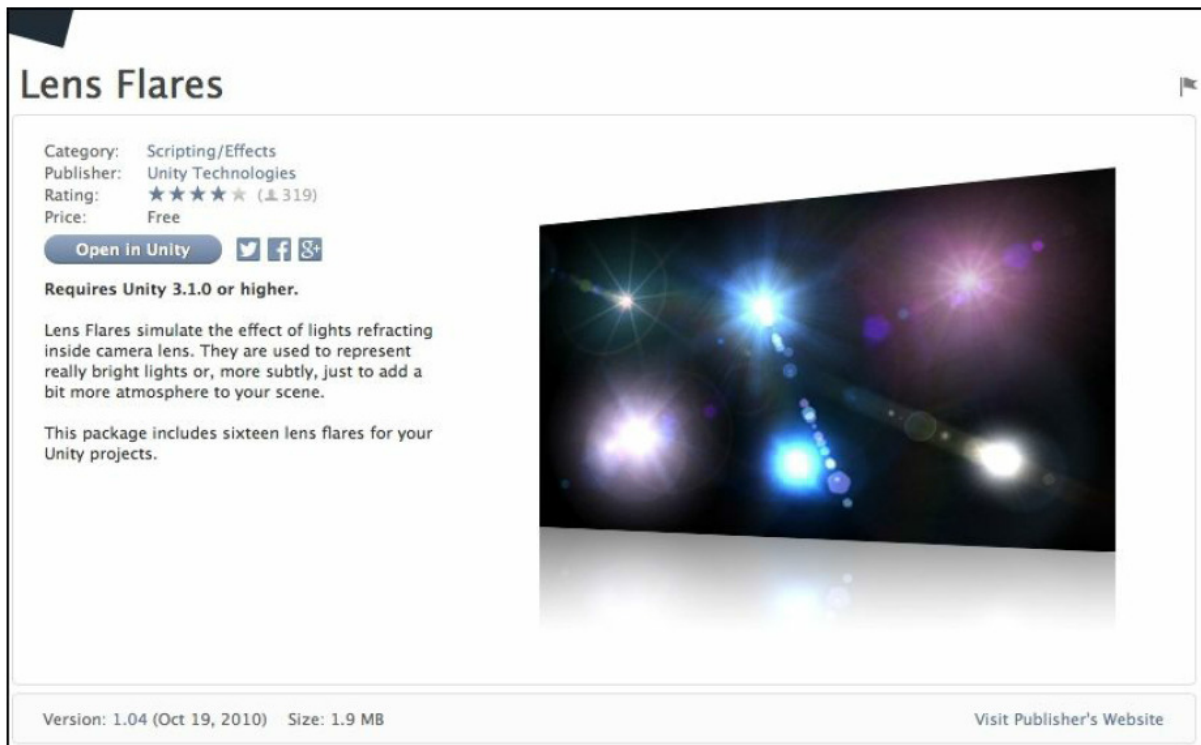 Lens Flares
Category: Scripting/Effects
Publisher: Unity Technologies
Rating: ★★★★★ (319)
Price: Free
Open in Unity
Requires Unity 3.1.0 or higher.
Lens Flares simulate the effect of lights refracting
inside camera lens. They are used to represent
really bright lights or, more subtly, just to add a
bit more atmosphere to your scene.
This package includes sixteen lens flares for your
Unity projects.
Version: 1.04 (Oct 19, 2010) Size: 1.9 MB
Visit Publisher's Website